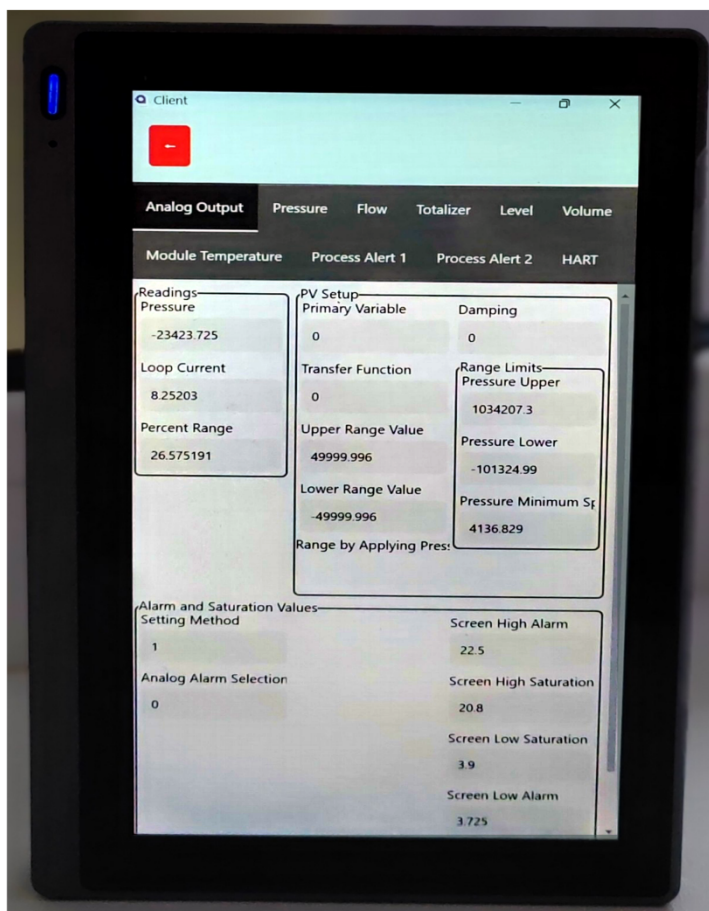 Client
Analog Output Pressure Flow Totalizer Level Volume
Module Temperature Process Alert 1 Process Alert 2 HART
Readings
Pressure
-23423.725
Loop Current
8.25203
Percent Range
26.575191
PV Setup
Primary Variable
0
Damping
0
Transfer Function
0
Upper Range Value
49999.996
Lower Range Value
-49999.996
Range by Applying Pres
Range Limits
Pressure Upper
1034207.3
Pressure Lower
-101324.99
Pressure Minimum Sp
4136.829
Alarm and Saturation Values
Setting Method
1
Analog Alarm Selection
0
Screen High Alarm
22.5
Screen High Saturation
20.8
Screen Low Saturation
3.9
Screen Low Alarm
3.725